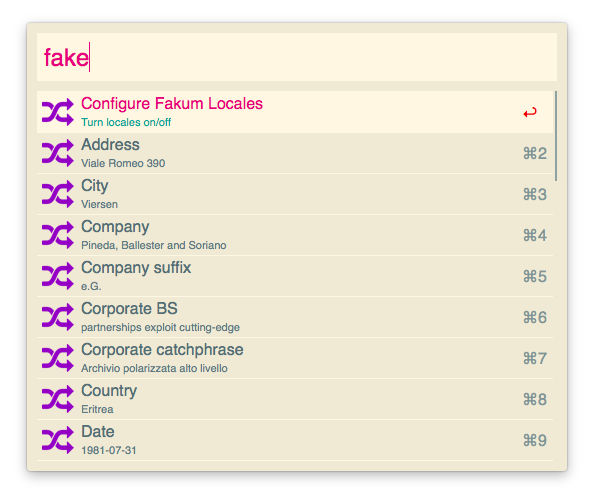 fake
Configure Fakum Locales
Turn locales on/off
↩
Address
Viale Romeo 390
⌘2
City
Viersen
⌘3
Company
Pineda, Ballester and Soriano
⌘4
Company suffix
e.G.
⌘5
Corporate BS
partnerships exploit cutting-edge
⌘6
Corporate catchphrase
Archivio polarizzata alto livello
⌘7
Country
Eritrea
⌘8
Date
1981-07-31
⌘9